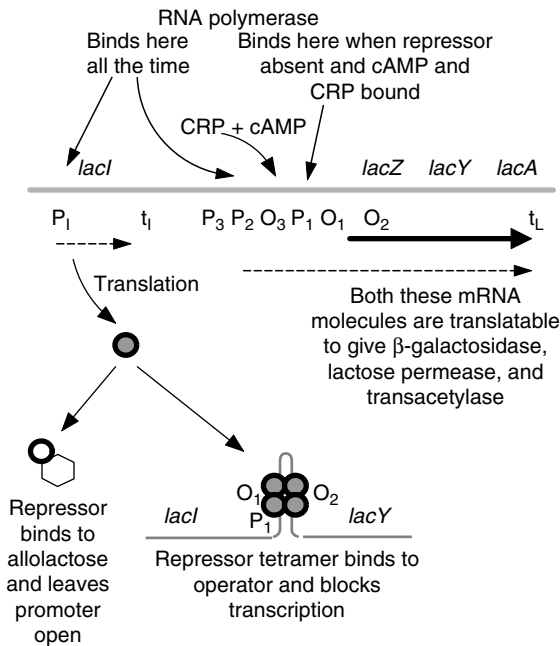 RNA polymerase
Binds here
all the time
Binds here when repressor
absent and cAMP and
CRP bound
CRP + cAMP
lacI
lacZ lacY lacA
P_I t_I P₃ P₂ O₃ P₁ O₁ O₂ t_L
Translation
Both these mRNA
molecules are translatable
to give β-galactosidase,
lactose permease, and
transacetylase
Repressor
binds to
allolactose
and leaves
promoter
open
O₁ O₂
lacI P₁ lacY
Repressor tetramer binds to
operator and blocks
transcription